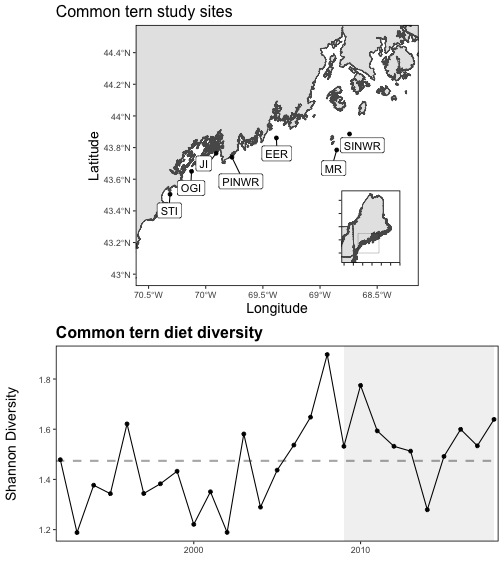 Common tern study sites
44.4°N
44.2°N
44°N
43.8°N
43.6°N
43.4°N
43.2°N
43°N
Latitude
SINWR
EER
MR
JI
PINWR
OGI
STI
70.5°W 70°W 69.5°W 69°W 68.5°W
Longitude
Common tern diet diversity
1.8
1.6
1.4
1.2
Shannon Diversity
2000 2010